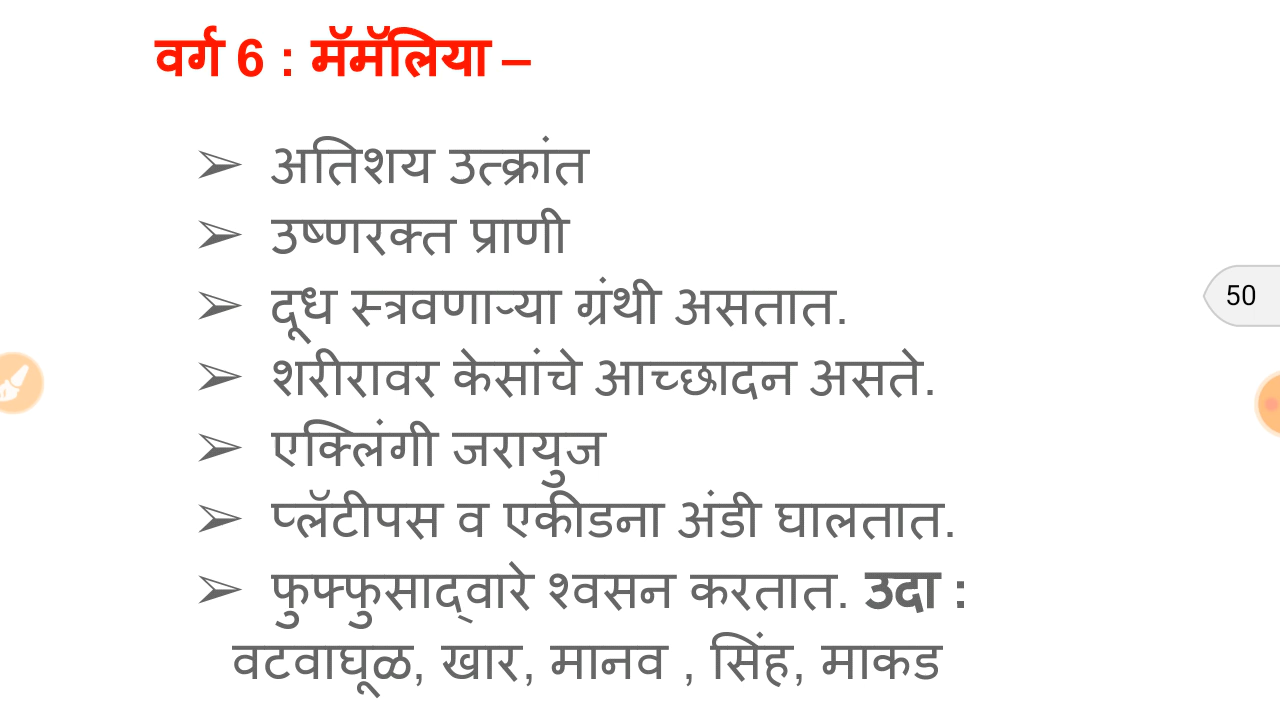 वर्ग 6 : मॅमॅलिया –
➢ अतिशय उत्क्रांत
➢ उष्णरक्त प्राणी
➢ दूध स्त्रवणाऱ्या ग्रंथी असतात.
➢ शरीरावर केसांचे आच्छादन असते.
➢ एक्लिंगी जरायुज
➢ प्लॅटीपस व एकीडना अंडी घालतात.
➢ फुफ्फुसाद्‌वारे श्वसन करतात. उदा :
वटवाघूळ, खार, मानव , सिंह, माकड
50